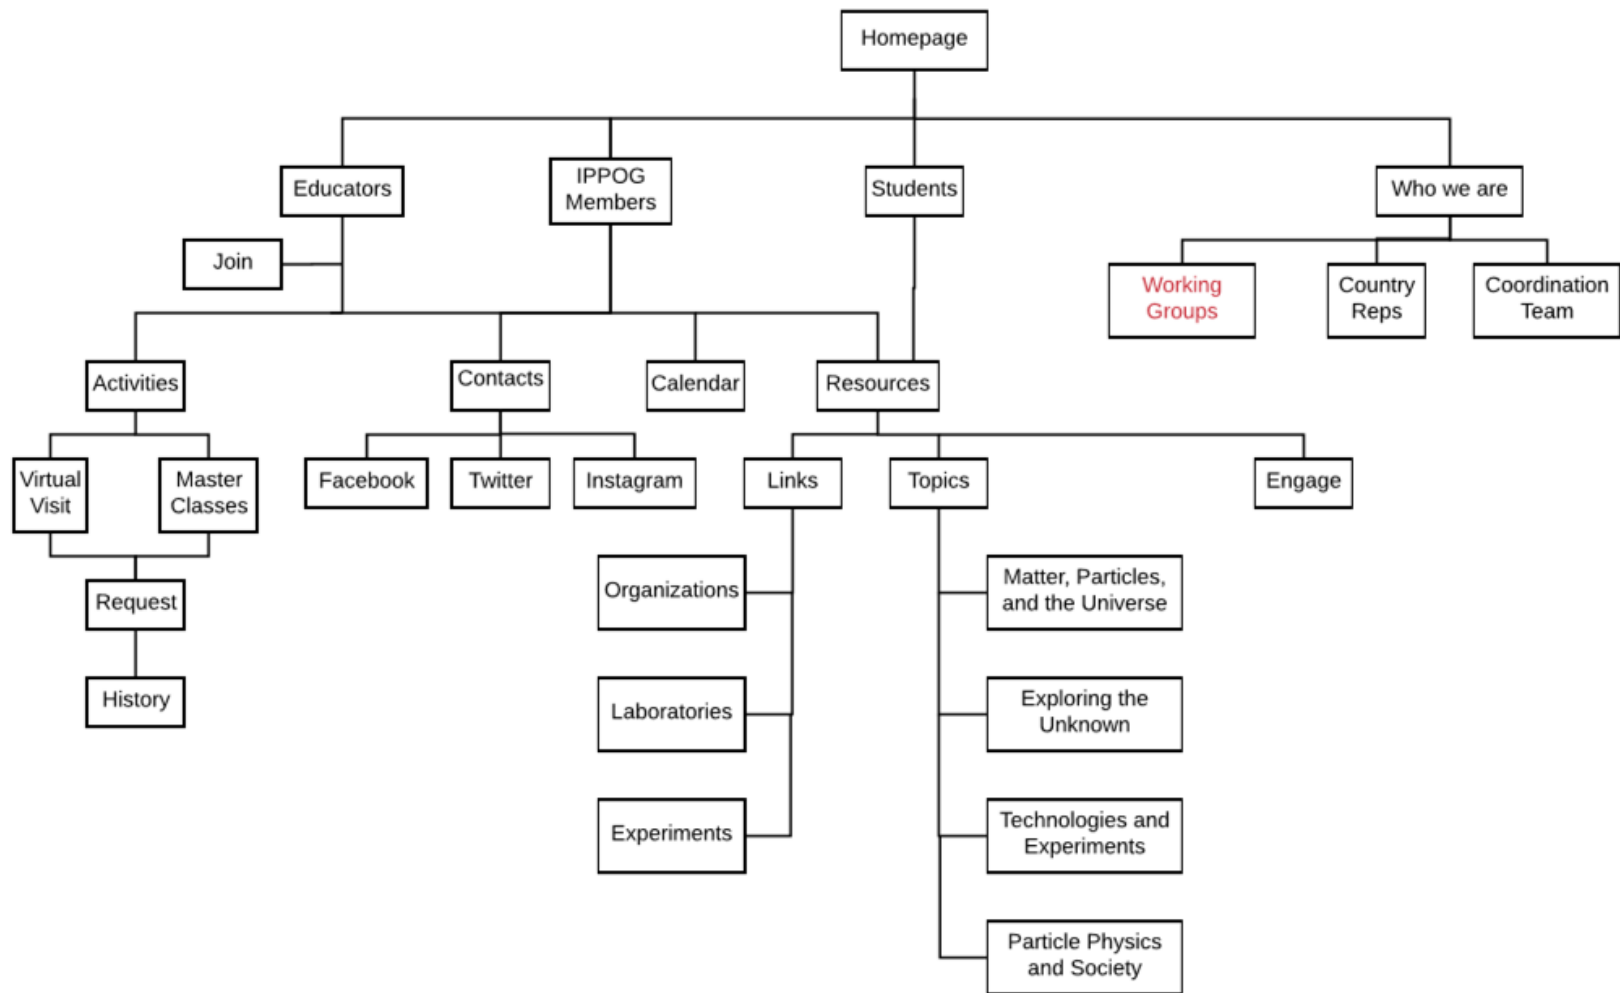 Homepage
Educators
IPPOG
Members
Students
Who we are
Join
Working
Groups
Country
Reps
Coordination
Team
Activities
Contacts
Calendar
Resources
Virtual
Visit
Master
Classes
Facebook
Twitter
Instagram
Links
Topics
Engage
Request
History
Organizations
Laboratories
Experiments
Matter, Particles,
and the Universe
Exploring the
Unknown
Technologies and
Experiments
Particle Physics
and Society